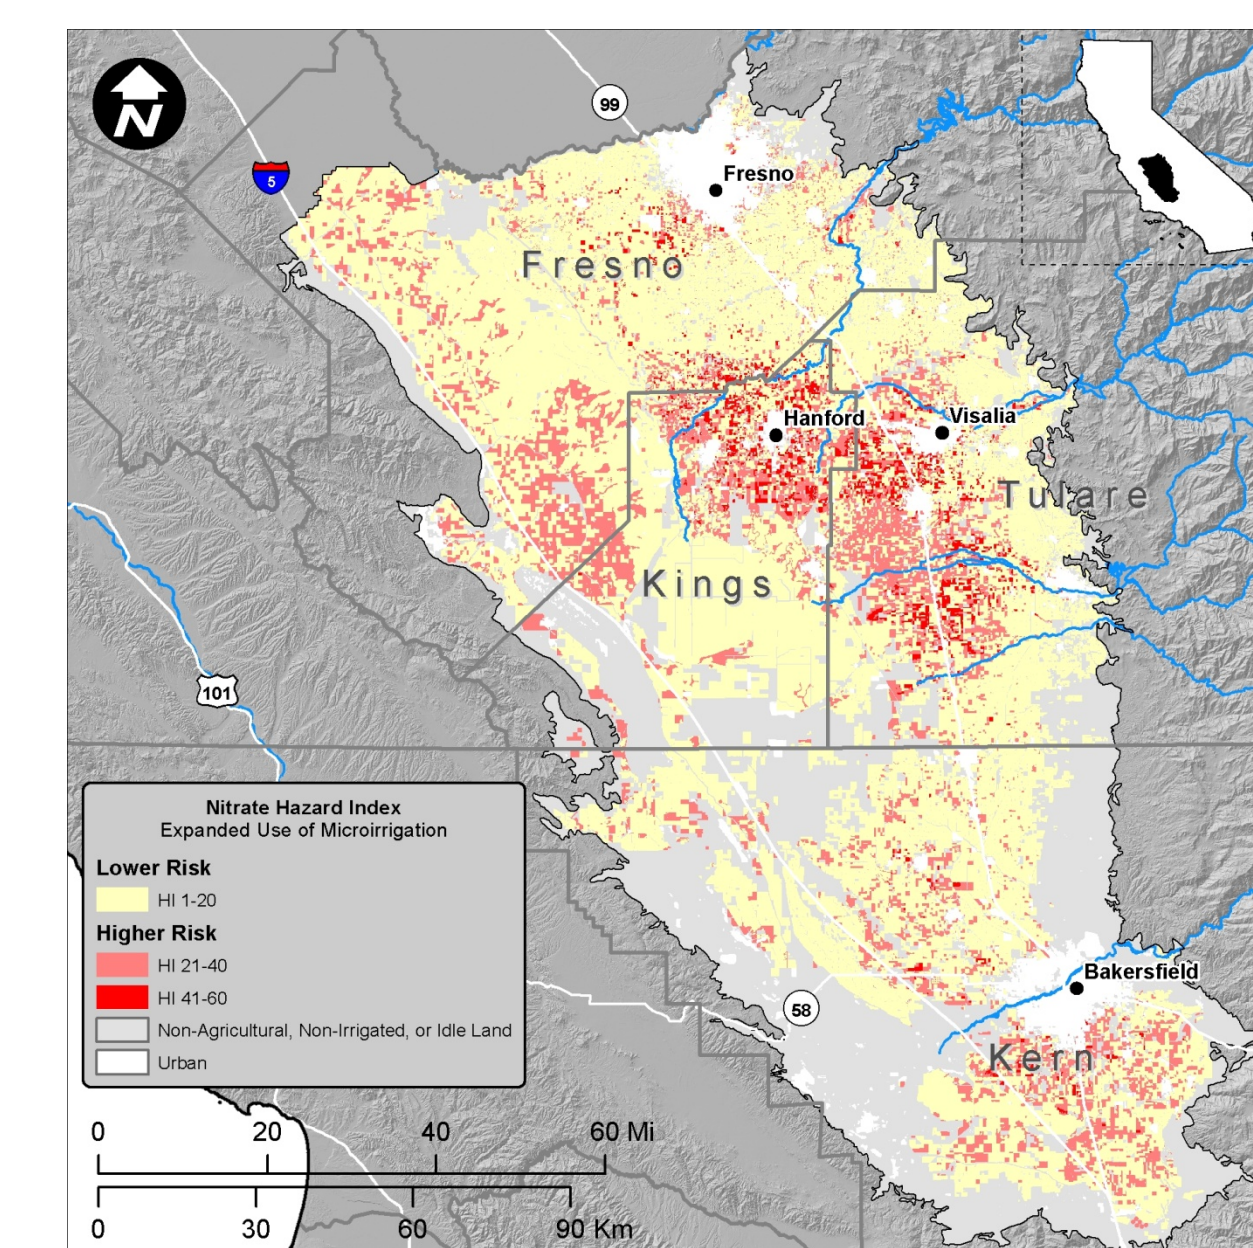 N
99
5
Fresno
Fresno
Hanford
Visalia
Tulare
Kings
101
Nitrate Hazard Index
Expanded Use of Microirrigation
Lower Risk
HI 1-20
Higher Risk
HI 21-40
HI 41-60
Non-Agricultural, Non-Irrigated, or Idle Land
Urban
Bakersfield
58
Kern
0 20 40 60 Mi
0 30 60 90 Km